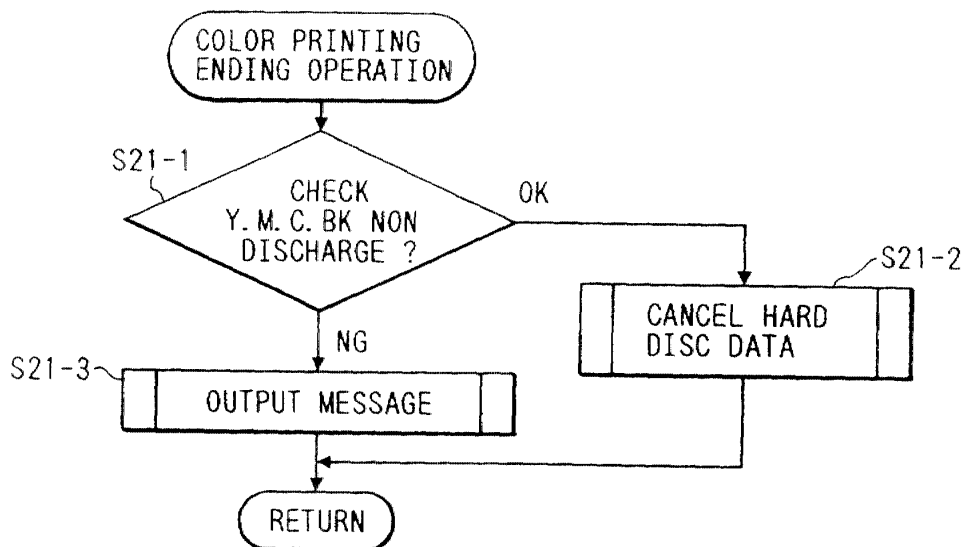 COLOR PRINTING
ENDING OPERATION
S21-1
CHECK
Y. M. C. BK NON
DISCHARGE ?
OK
S21-2
CANCEL HARD
DISC DATA
NG
S21-3
OUTPUT MESSAGE
RETURN